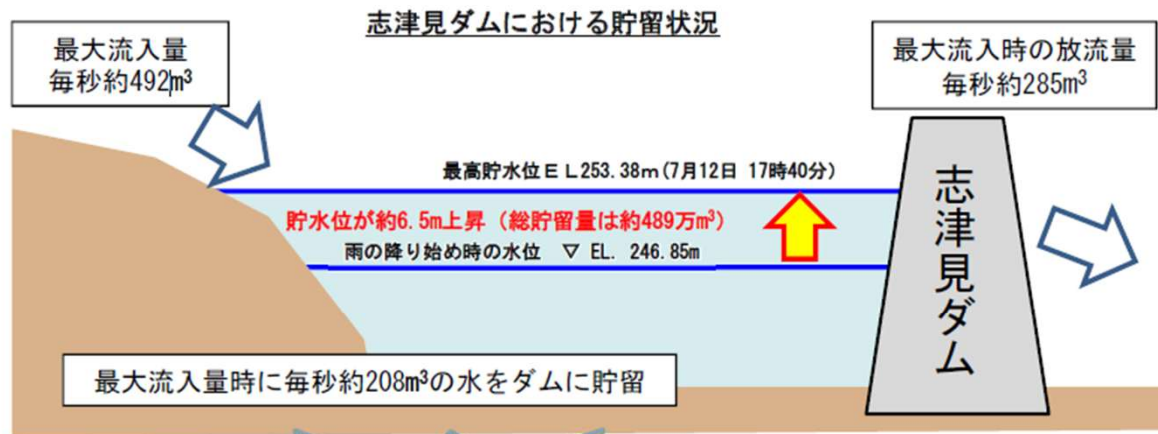 志津見ダムにおける貯留状況
最大流入量
毎秒約492m³
最大流入時の放流量
毎秒約285m³
最高貯水位ＥＬ253.38m(7月12日 17時40分)
貯水位が約6.5m上昇（総貯留量は約489万m³）
雨の降り始め時の水位 ▽ EL. 246.85m
志津見ダム
最大流入量時に毎秒約208m³の水をダムに貯留